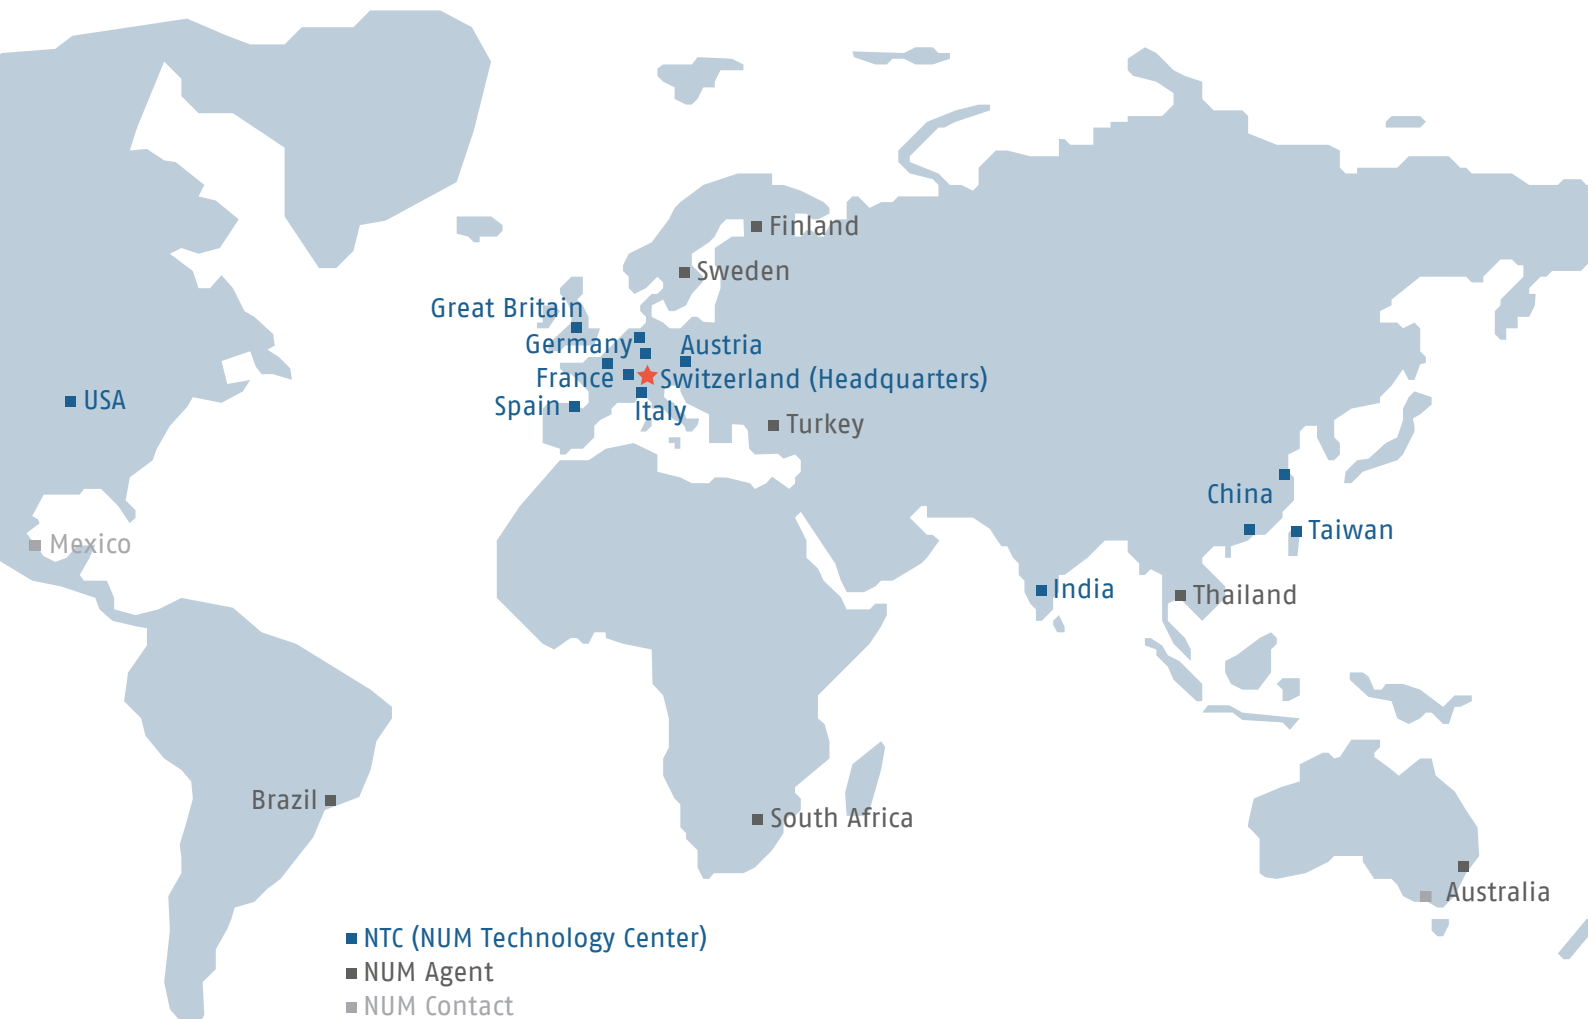 Finland
Sweden
Great Britain
Germany
Austria
France
Switzerland (Headquarters)
USA
Spain
Italy
Turkey
China
Taiwan
Mexico
India
Thailand
Brazil
South Africa
Australia
NTC (NUM Technology Center)
NUM Agent
NUM Contact